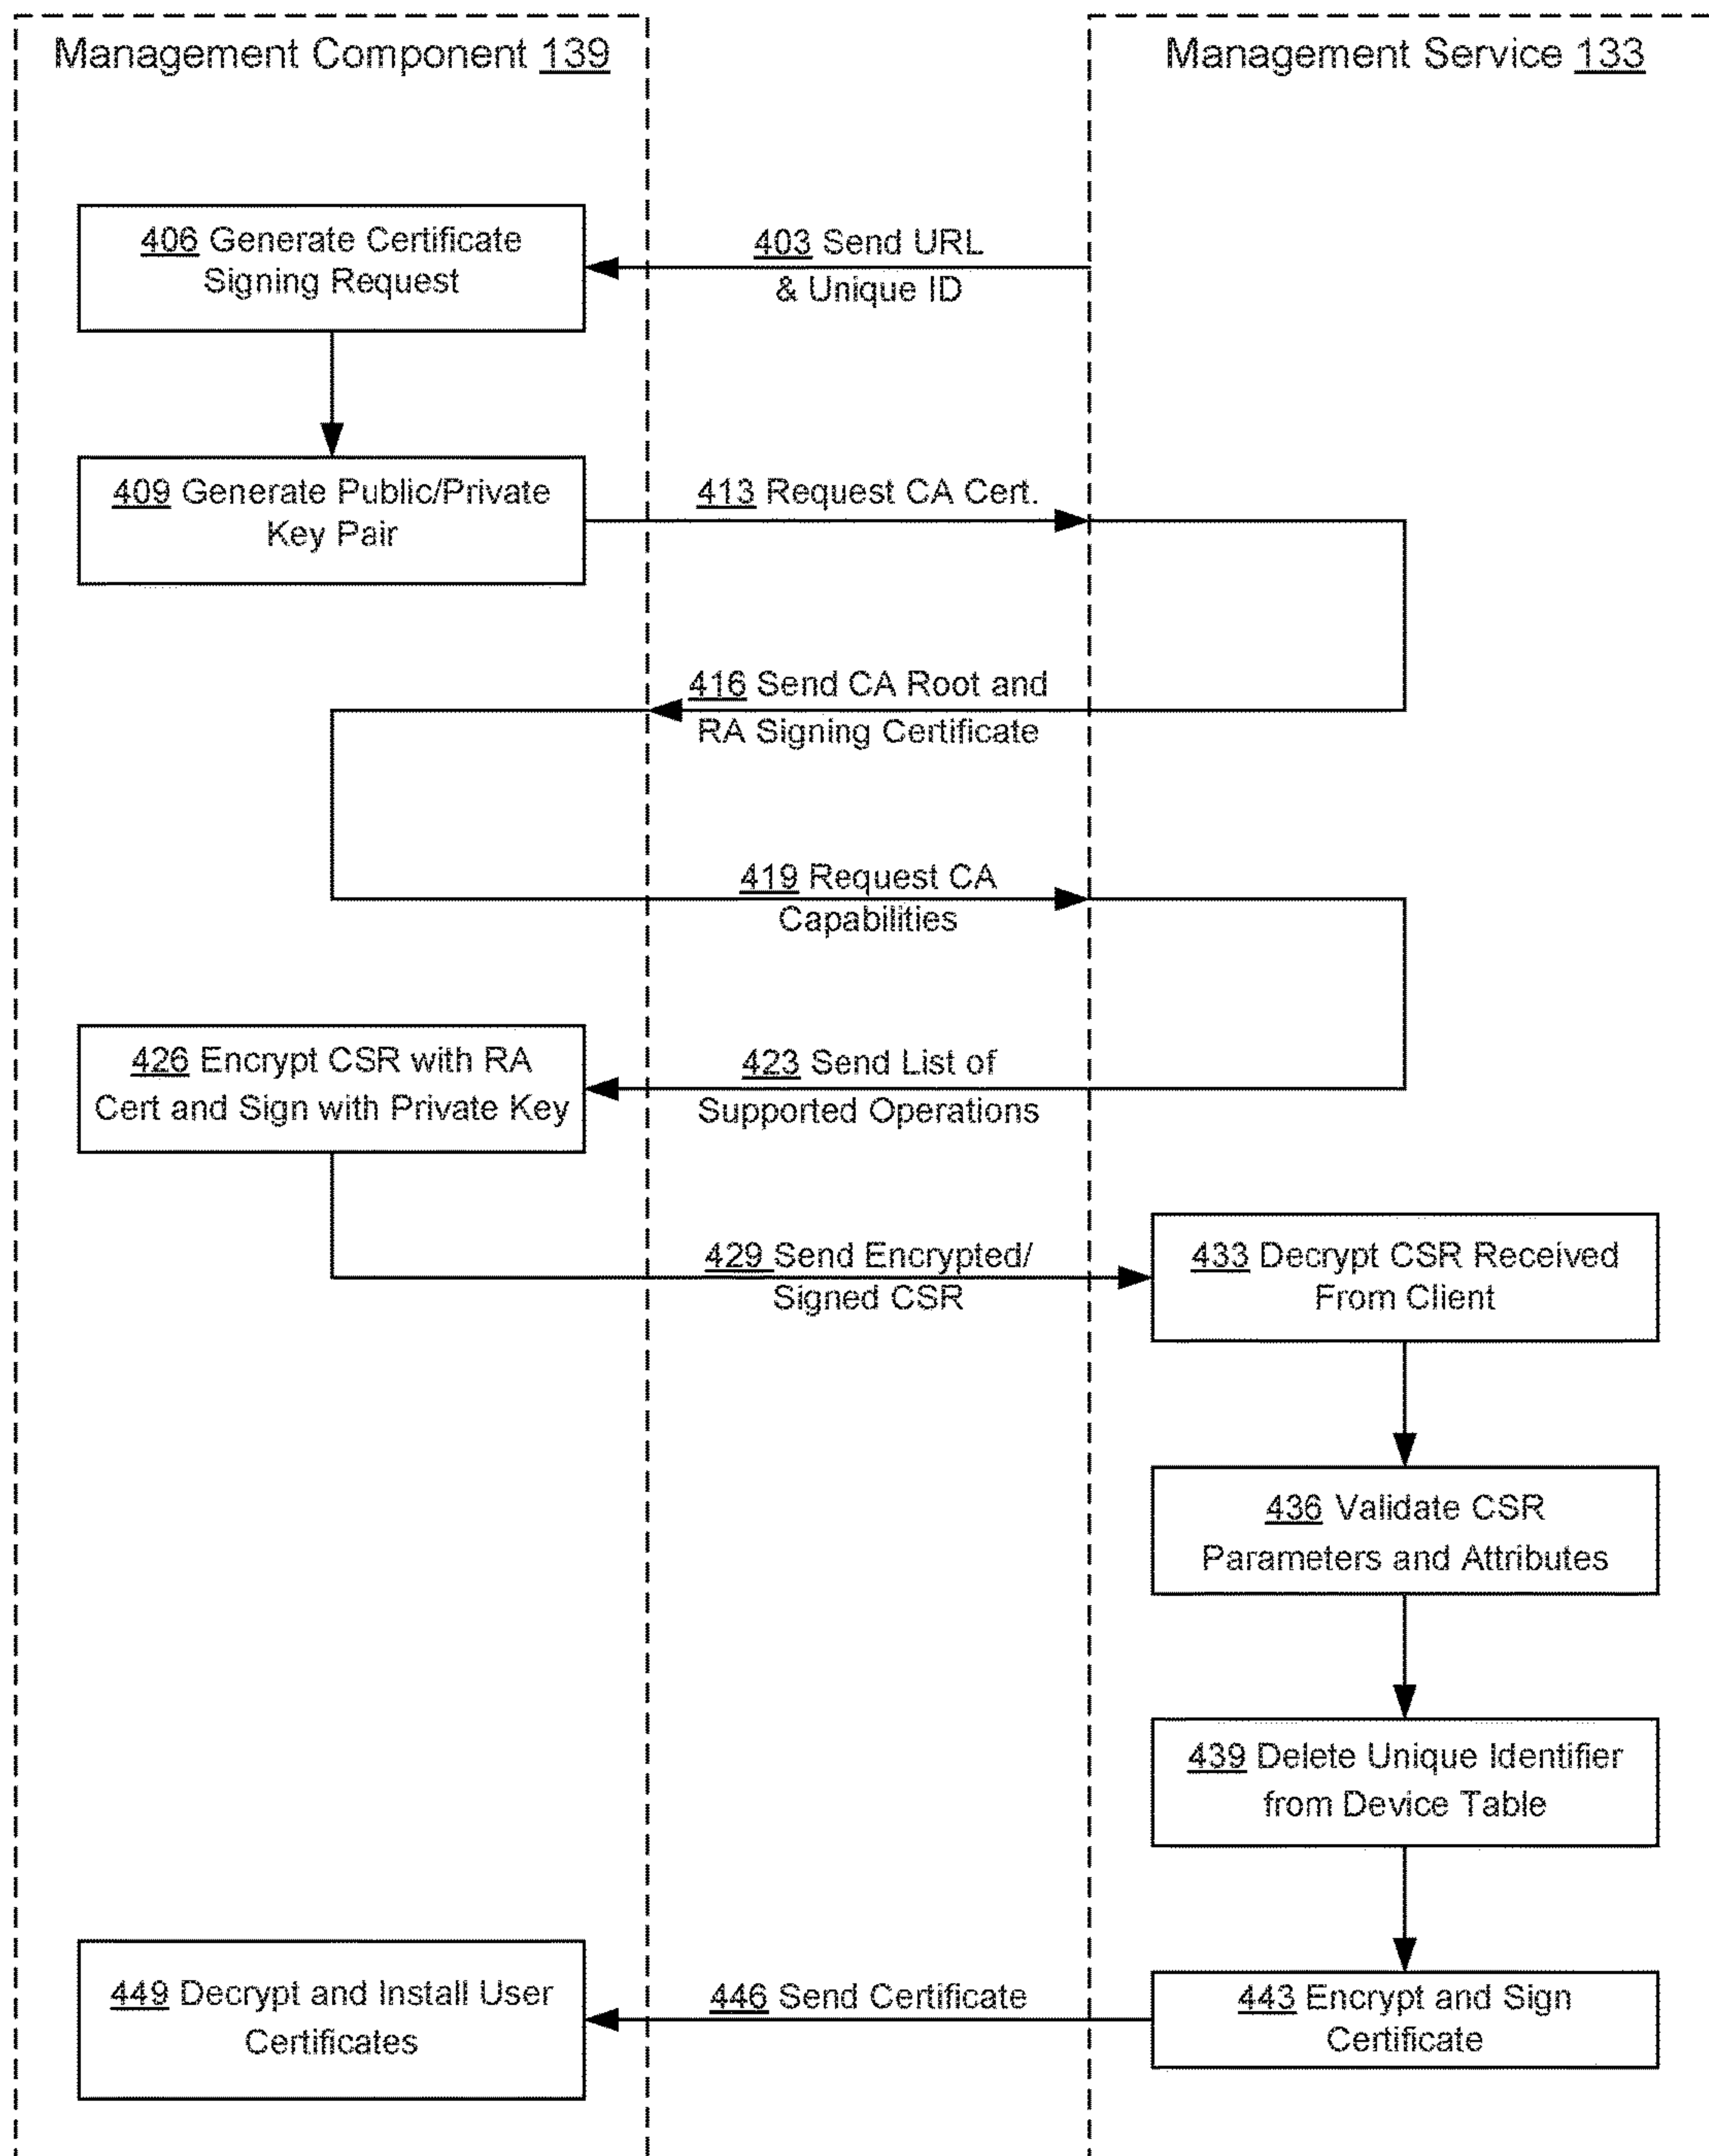 Management Component 139
Management Service 133
406 Generate Certificate
Signing Request
403 Send URL
& Unique ID
409 Generate Public/Private
Key Pair
413 Request CA Cert.
416 Send CA Root and
RA Signing Certificate
419 Request CA
Capabilities
426 Encrypt CSR with RA
Cert and Sign with Private Key
423 Send List of
Supported Operations
429 Send Encrypted/
Signed CSR
433 Decrypt CSR Received
From Client
436 Validate CSR
Parameters and Attributes
439 Delete Unique Identifier
from Device Table
443 Encrypt and Sign
Certificate
446 Send Certificate
449 Decrypt and Install User
Certificates